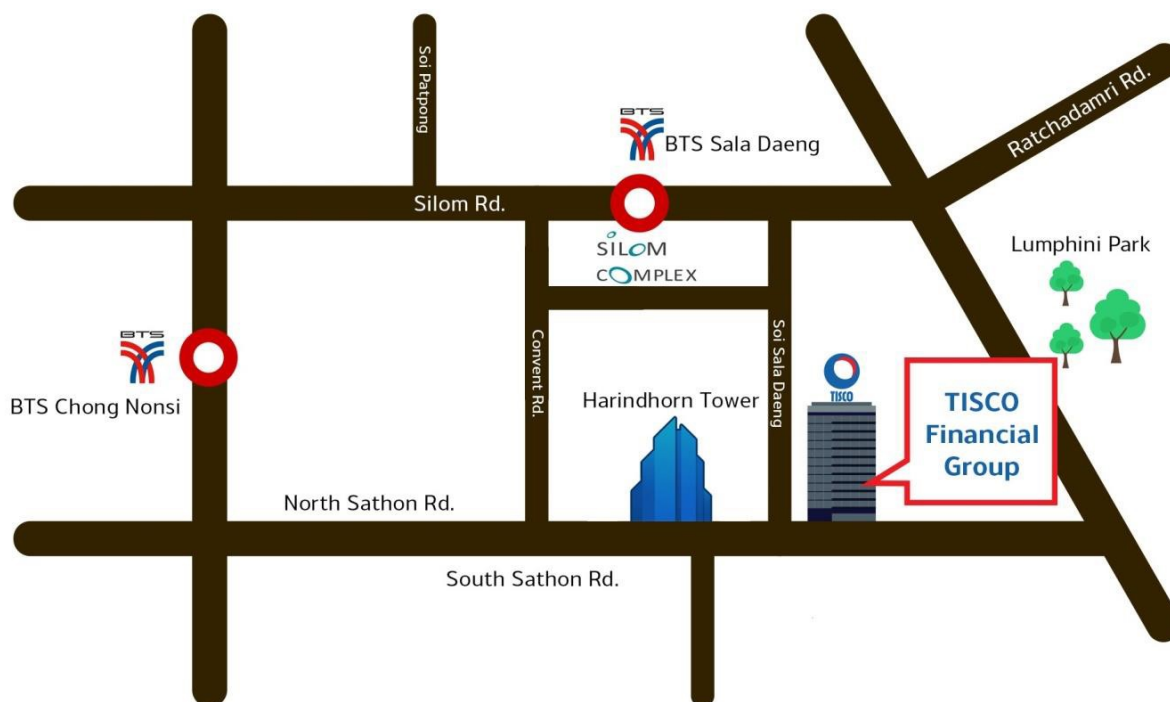 Soi Patpong
BTS
BTS Sala Daeng
Ratchadamri Rd.
Silom Rd.
SILOM
COMPLEX
Lumphini Park
BTS
BTS Chong Nonsi
Convent Rd.
Soi Sala Daeng
Harindhorn Tower
TISCO
TISCO
Financial
Group
North Sathon Rd.
South Sathon Rd.